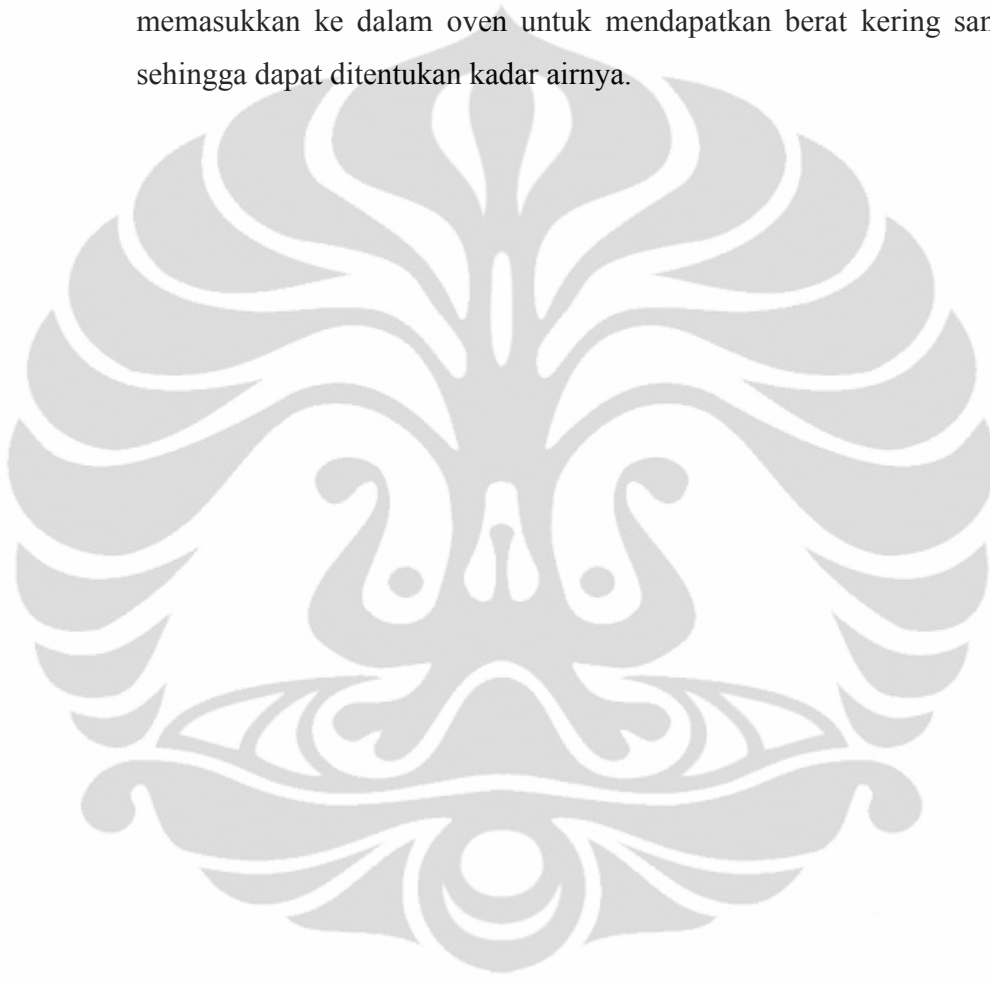 memasukkan ke dalam oven untuk mendapatkan berat kering
sehingga dapat ditentukan kadar airnya.